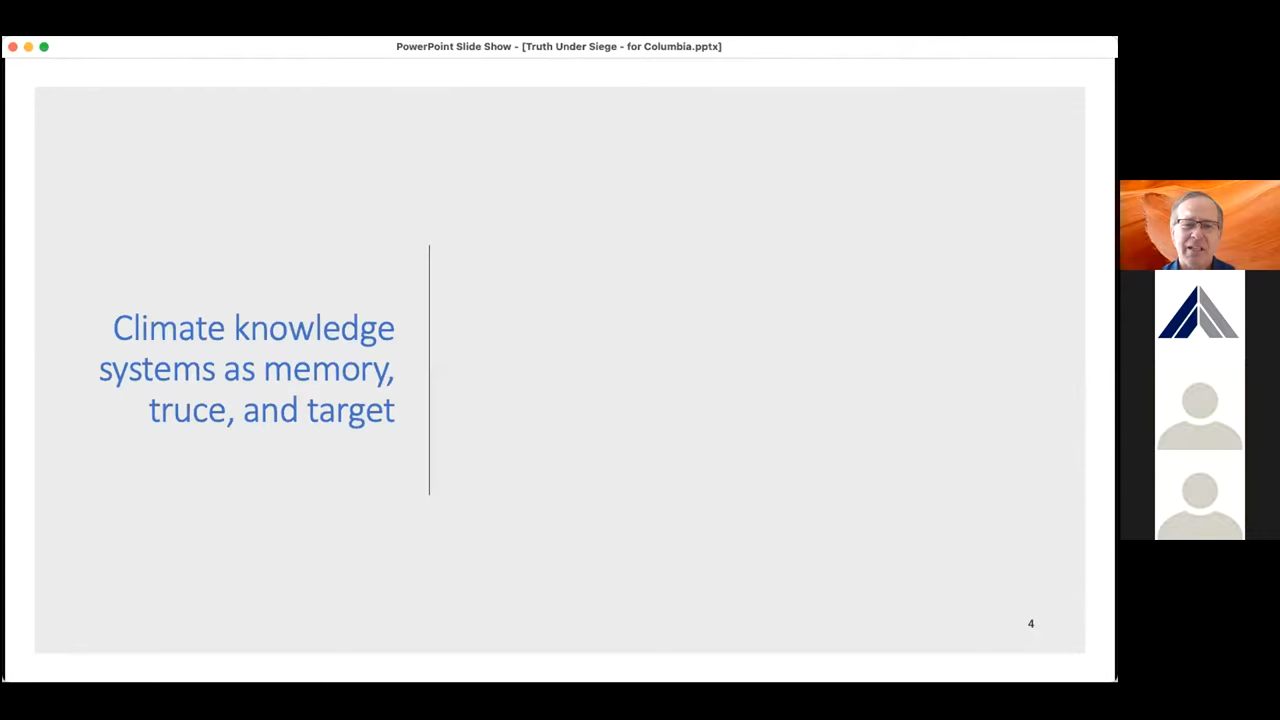 PowerPoint Slide Show - [Truth Under Siege - for Columbia.pptx]
Climate knowledge
systems as memory,
truce, and target
4